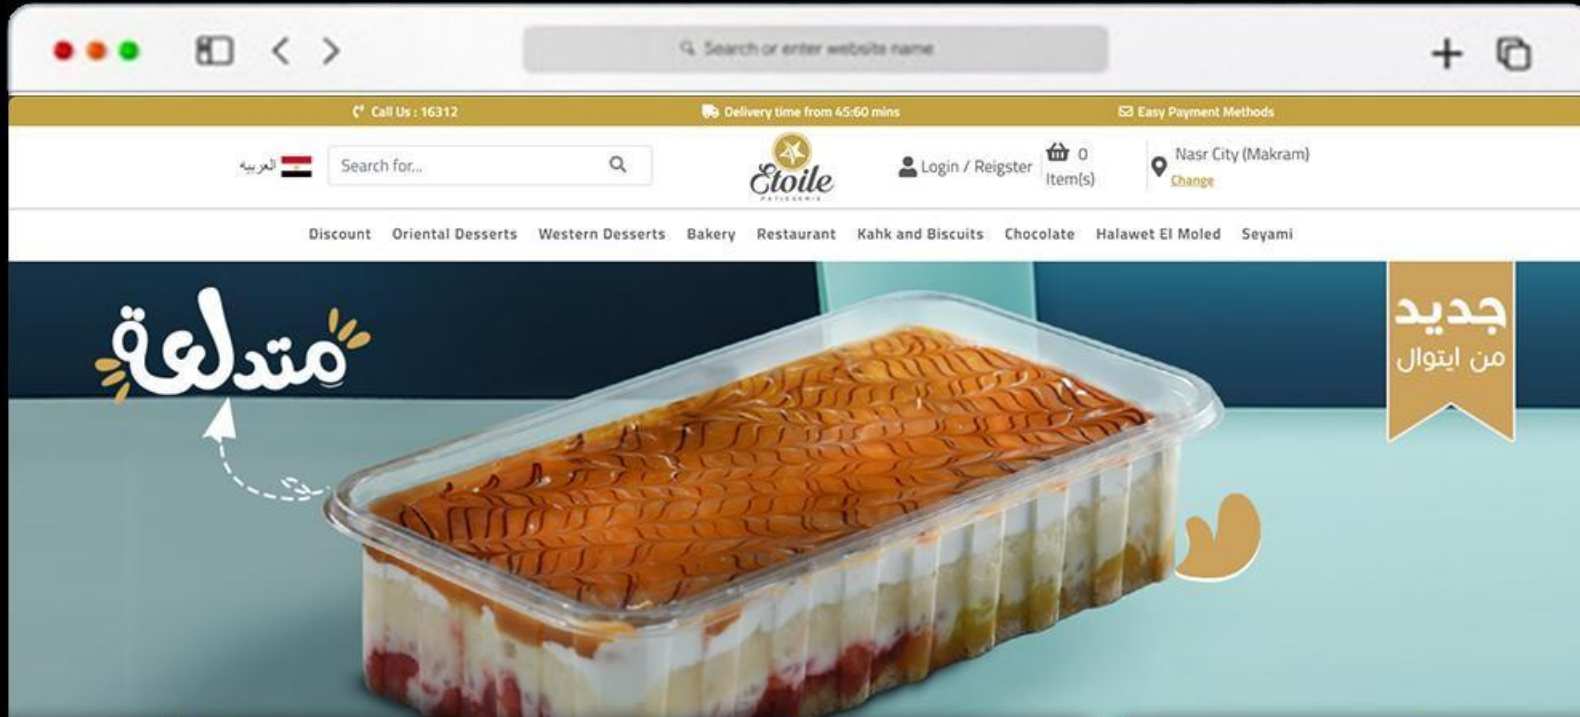 Search or enter website name
Call Us : 16312
Delivery time from 45:60 mins
Easy Payment Methods
العربيه
Search for...
Etoile
PATISSERIE
Login / Reigster
0
Item(s)
Nasr City (Makram)
Change
Discount Oriental Desserts Western Desserts Bakery Restaurant Kahk and Biscuits Chocolate Halawet El Moled Seyami
متدلعة
جديد
من ايتوال